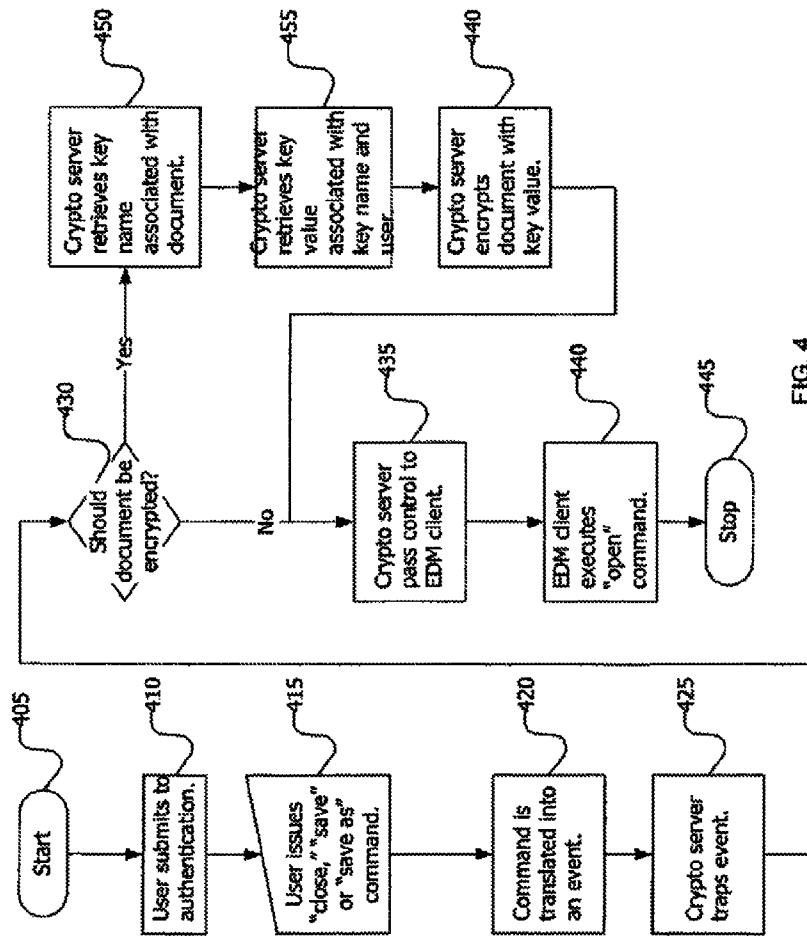 Start
405
User submits to
authentication.
410
User issues
"close," "save"
or "save as"
command.
415
Command is
translated into
an event.
420
Crypto server
traps event.
425
Should
document be
encrypted?
430
Yes
No
Crypto server
pass control to
EDM client.
435
EDM client
executes
"open"
command.
440
Stop
445
Crypto server
retrieves key
name
associated with
document.
450
Crypto server
retrieves key
value
associated with
key name and
user.
455
Crypto server
encrypts
document with
key value.
440
FIG. 4